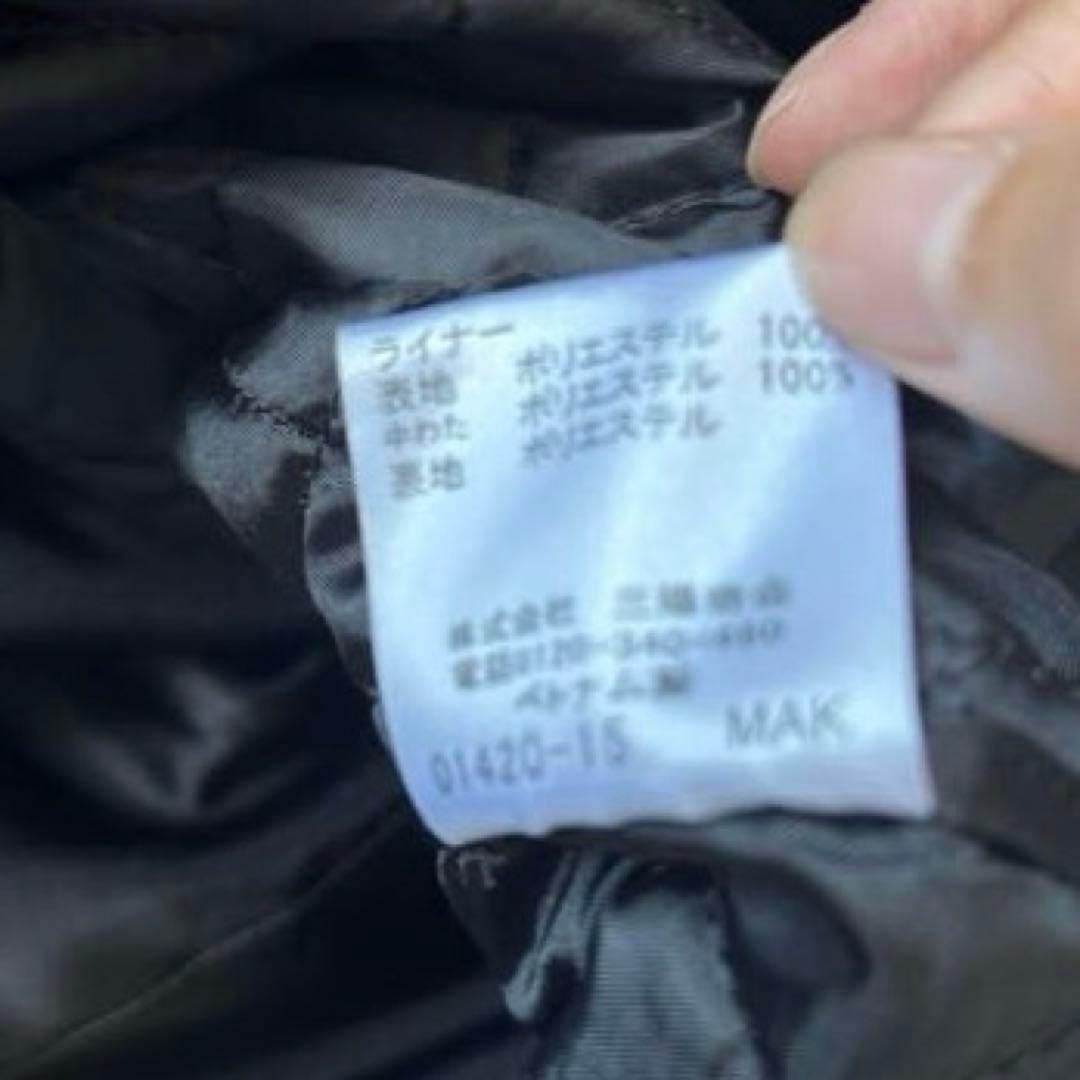 ライナー
表地 ポリエステル 100
中わた ポリエステル 100%
裏地 ポリエステル
株式会社 三陽商会
電話0120-340-460
ベトナム製
01420-15 MAK